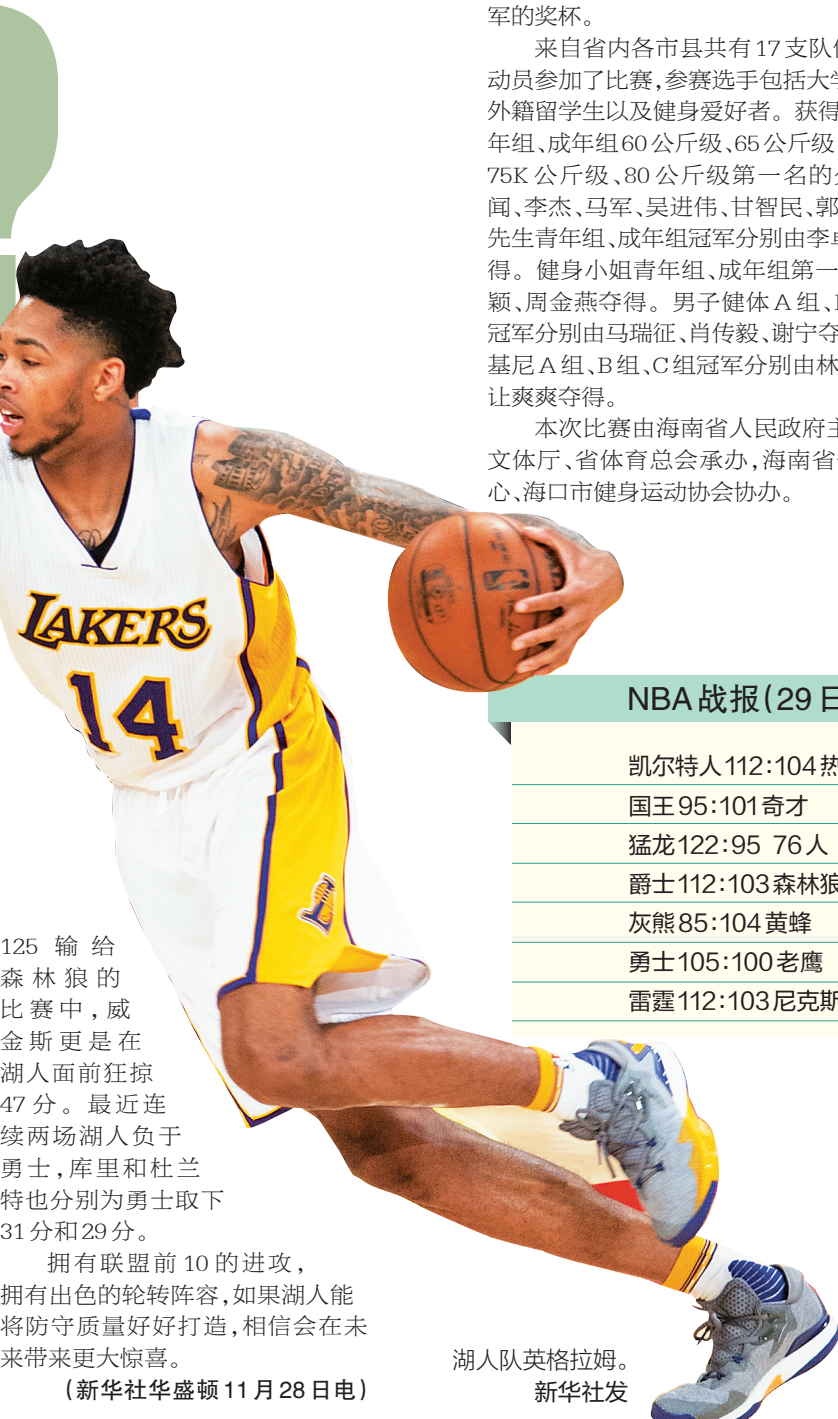 军的奖杯。
来自省内各市县共有17支队
动员参加了比赛,参赛选手包括大学
外籍留学生以及健身爱好者。获得
年组、成年组60公斤级、65公斤级
75K公斤级、80公斤级第一名的
闻、李杰、马军、吴进伟、甘智民、郭
先生青年组、成年组冠军分别由李卓
得。健身小姐青年组、成年组第一
颖、周金燕夺得。男子健体A组、
冠军分别由马瑞征、肖传毅、谢宁夺
基尼A组、B组、C组冠军分别由林
让爽爽夺得。
本次比赛由海南省人民政府主
文体厅、省体育总会承办,海南省
心、海口市健身运动协会协办。
LAKERS
14
NBA战报(29日
凯尔特人112:104热
国王95:101奇才
猛龙122:95 76人
爵士112:103森林狼
灰熊85:104黄蜂
勇士105:100老鹰
雷霆112:103尼克斯
125输给
森林狼的
比赛中,威
金斯更是在
湖人面前狂掠
47分。最近连
续两场湖人负于
勇士,库里和杜兰
特也分别为勇士取下
31分和29分。
拥有联盟前10的进攻,
拥有出色的轮转阵容,如果湖人能
将防守质量好好打造,相信会在未
来带来更大惊喜。
(新华社华盛顿11月28日电)
湖人队英格拉姆。
新华社发